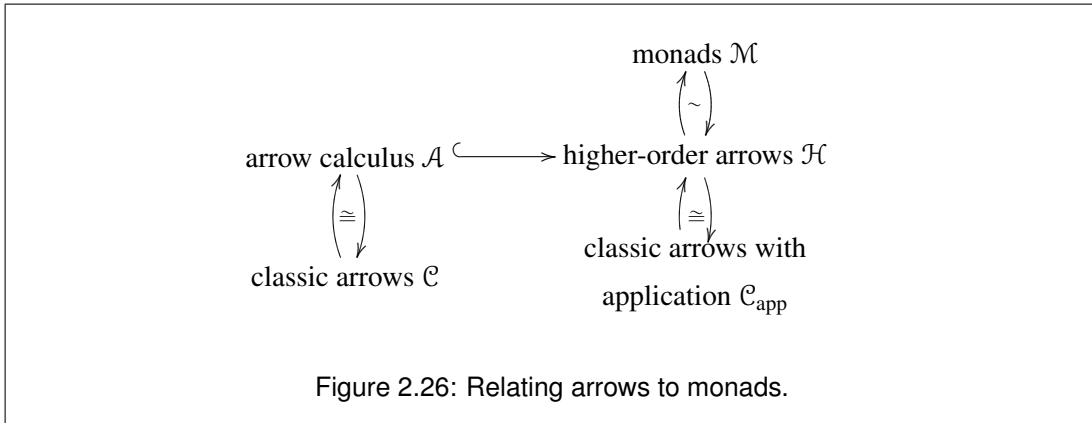 monads ℳ
∼
arrow calculus 𝒜
higher-order arrows ℋ
≅
≅
classic arrows 𝒞
classic arrows with
application 𝒞app
Figure 2.26: Relating arrows to monads.